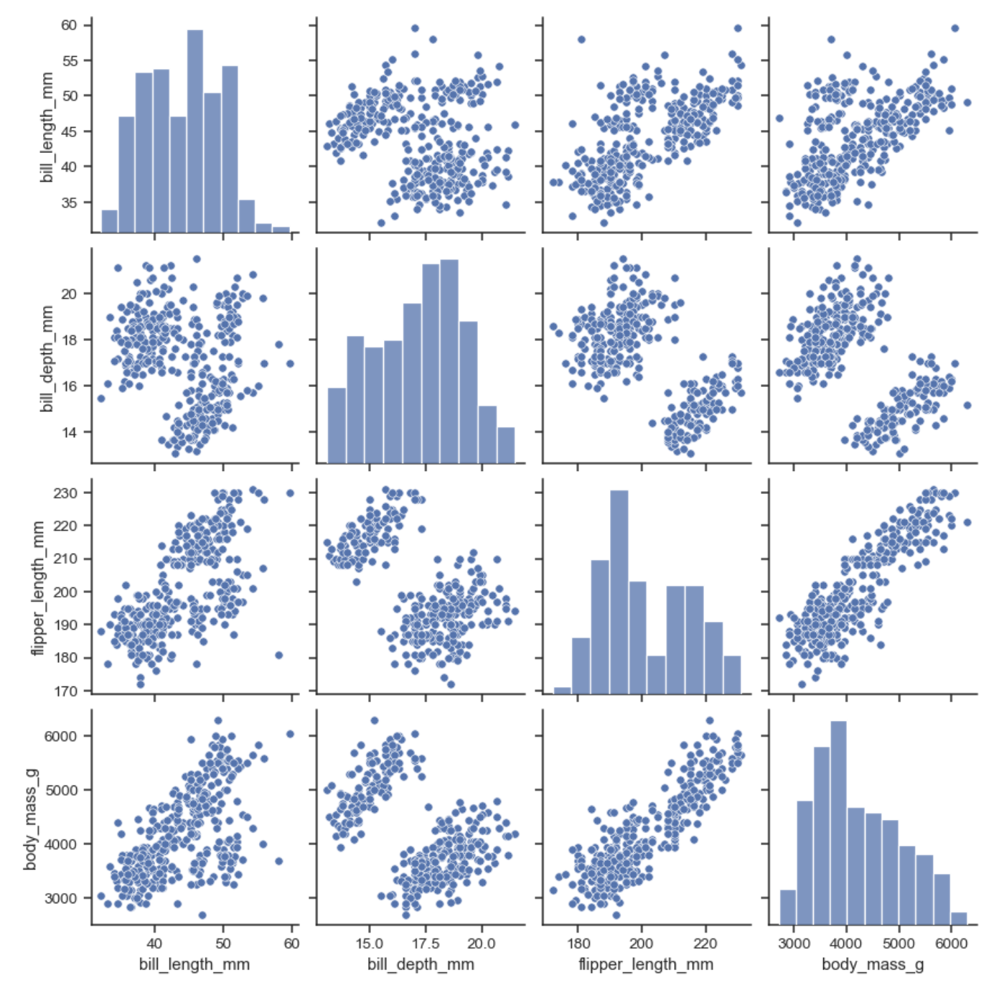 60
55
50
45
40
35
bill_length_mm
20
18
16
14
bill_depth_mm
230
220
210
200
190
180
170
flipper_length_mm
6000
5000
4000
3000
body_mass_g
40 50 60
bill_length_mm
15.0 17.5 20.0
bill_depth_mm
180 200 220
flipper_length_mm
3000 4000 5000 6000
body_mass_g